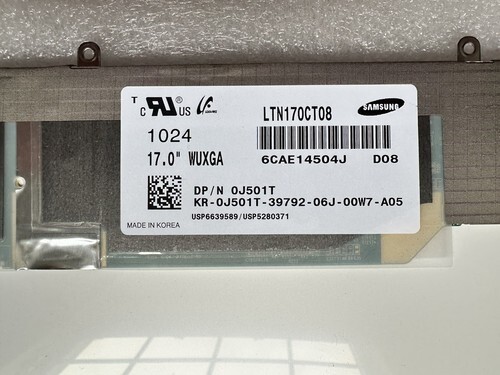 T
C US
LTN170CT08
SAMSUNG
1024
17.0" WUXGA
6CAE14504J D08
DP/N 0J501T
KR-0J501T-39792-06J-00W7-A05
USP6639589/USP5280371
MADE IN KOREA